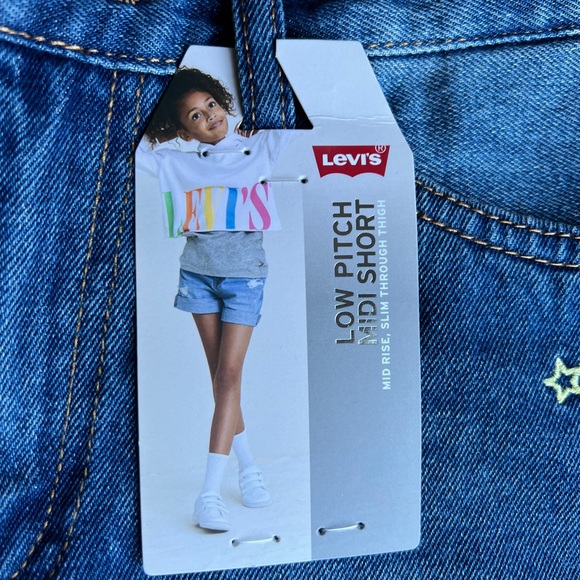 LEVI'S
Levi's®
LOW PITCH
MIDI SHORT
MID RISE, SLIM THROUGH THIGH